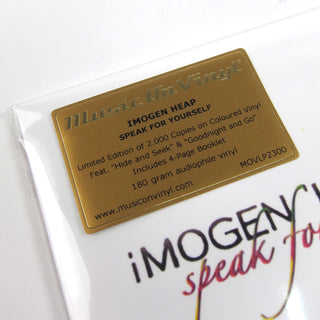 Music On Vinyl
IMOGEN HEAP
SPEAK FOR YOURSELF
Limited Edition of 2.000 Copies on Coloured Vinyl
Feat. "Hide and Seek" & "Goodnight and Go"
Includes 4-Page Booklet
180 gram audiophile vinyl
www.musiconvinyl.com
MOVLP2300
iMOGEN
speak for